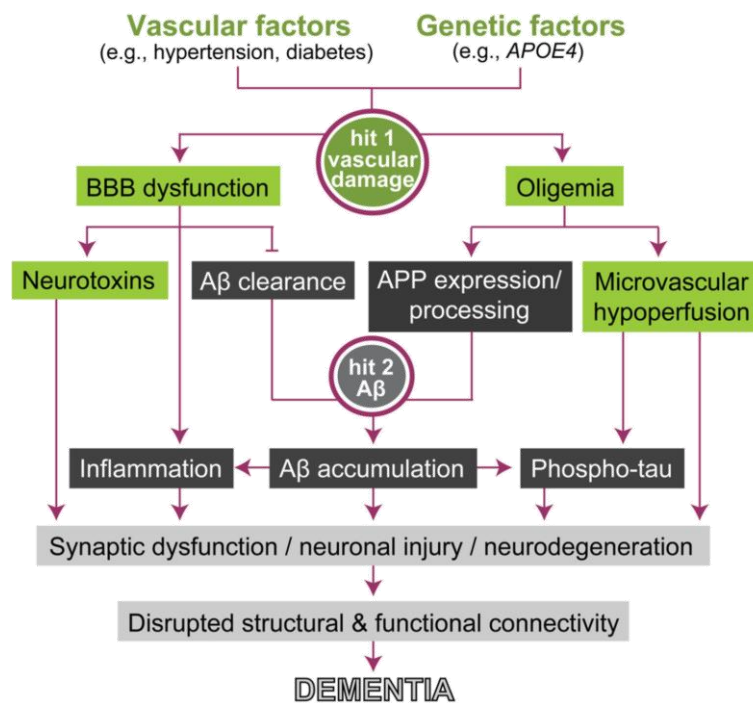 Vascular factors
(e.g., hypertension, diabetes)
Genetic factors
(e.g., APOE4)
hit 1
vascular
damage
BBB dysfunction
Oligemia
Neurotoxins
Aβ clearance
APP expression/
processing
Microvascular
hypoperfusion
hit 2
Aβ
Inflammation
Aβ accumulation
Phospho-tau
Synaptic dysfunction / neuronal injury / neurodegeneration
Disrupted structural & functional connectivity
DEMENTIA